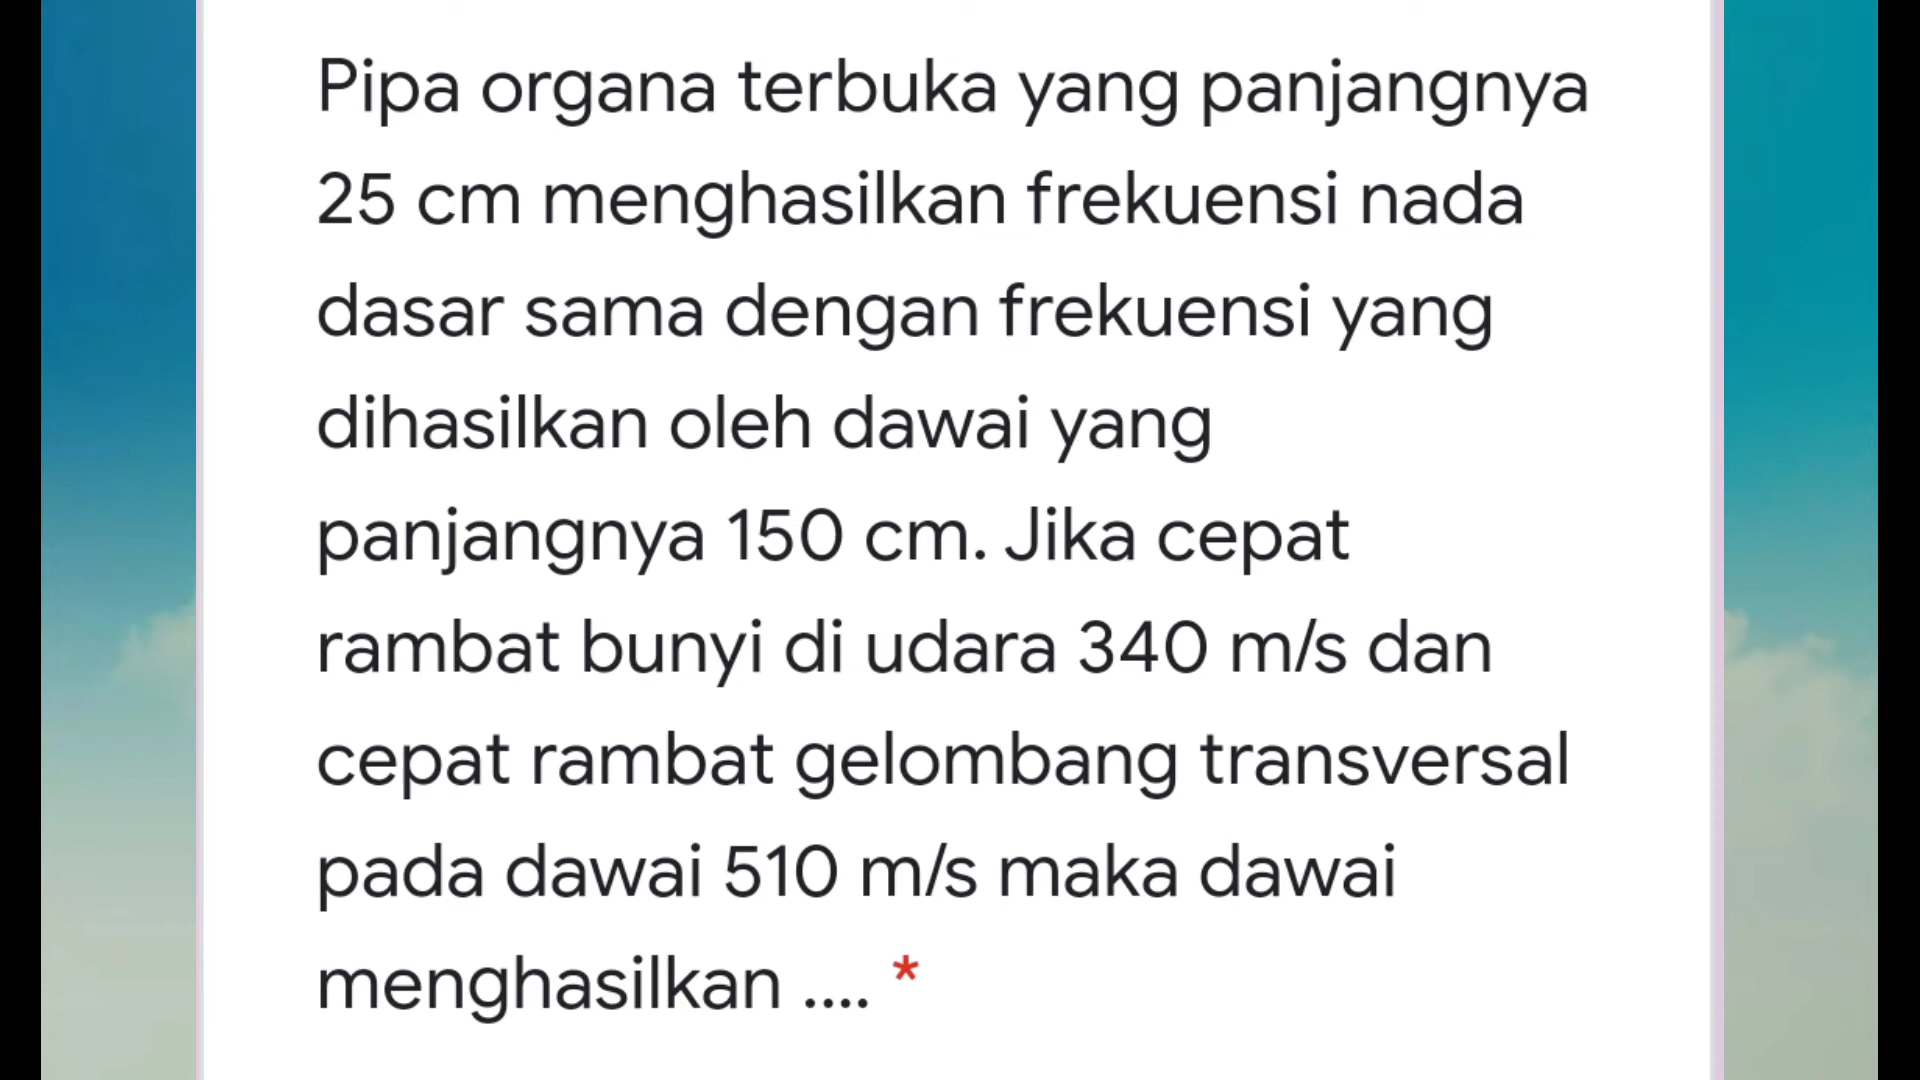 Pipa organa terbuka yang panjangnya
25 cm menghasilkan frekuensi nada
dasar sama dengan frekuensi yang
dihasilkan oleh dawai yang
panjangnya 150 cm. Jika cepat
rambat bunyi di udara 340 m/s dan
cepat rambat gelombang transversal
pada dawai 510 m/s maka dawai
menghasilkan .... *